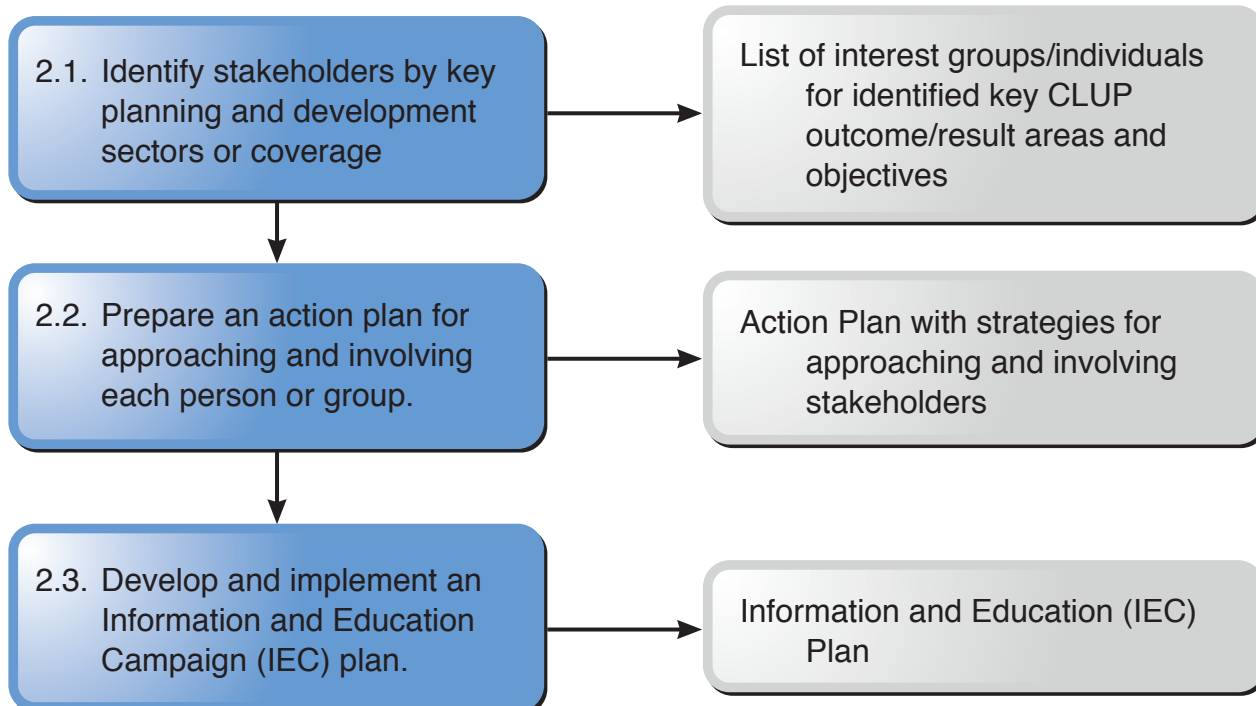 2.1. Identify stakeholders by key
planning and development
sectors or coverage
List of interest groups/individuals
for identified key CLUP
outcome/result areas and
objectives
2.2. Prepare an action plan for
approaching and involving
each person or group.
Action Plan with strategies for
approaching and involving
stakeholders
2.3. Develop and implement an
Information and Education
Campaign (IEC) plan.
Information and Education (IEC)
Plan